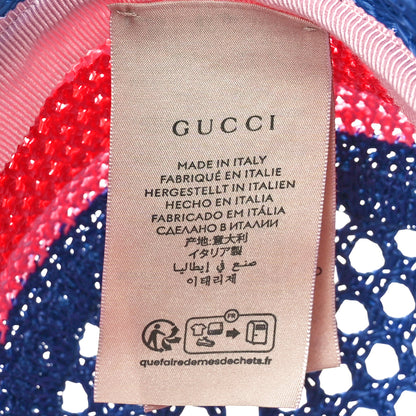 GUCCI
MADE IN ITALY
FABRIQUÉ EN ITALIE
HERGESTELLT IN ITALIEN
HECHO EN ITALIA
FABRICADO EM ITÁLIA
СДЕЛАНО В ИТАЛИИ
产地:意大利
イタリア製
صنع في إيطاليا
이태리제
FR
quefairedemesdechets.fr